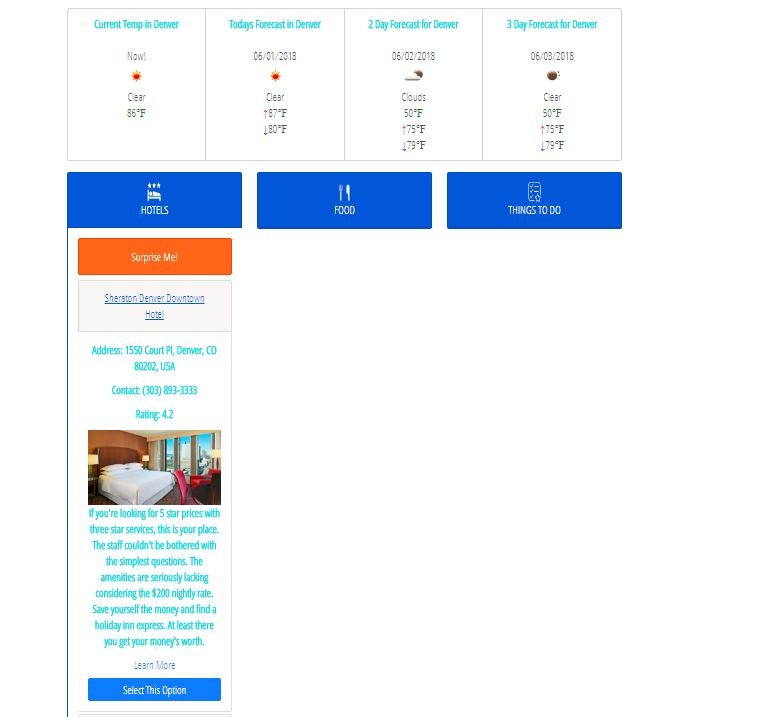 Current Temp in Denver
Now!
Clear
86°F
Todays Forecast in Denver
06/01/2018
Clear
↑87°F
↓80°F
2 Day Forecast for Denver
06/02/2018
Clouds
50°F
↑75°F
↓79°F
3 Day Forecast for Denver
06/03/2018
Clear
50°F
↑75°F
↓79°F
HOTELS
FOOD
THINGS TO DO
Surprise Me!
Sheraton Denver Downtown
Hotel
Address: 1550 Court Pl, Denver, CO
80202, USA
Contact: (303) 893-3333
Rating: 4.2
If you're looking for 5 star prices with
three star services, this is your place.
The staff couldn't be bothered with
the simplest questions. The
amenities are seriously lacking
considering the $200 nightly rate.
Save yourself the money and find a
holiday inn express. At least there
you get your money's worth.
Learn More
Select This Option